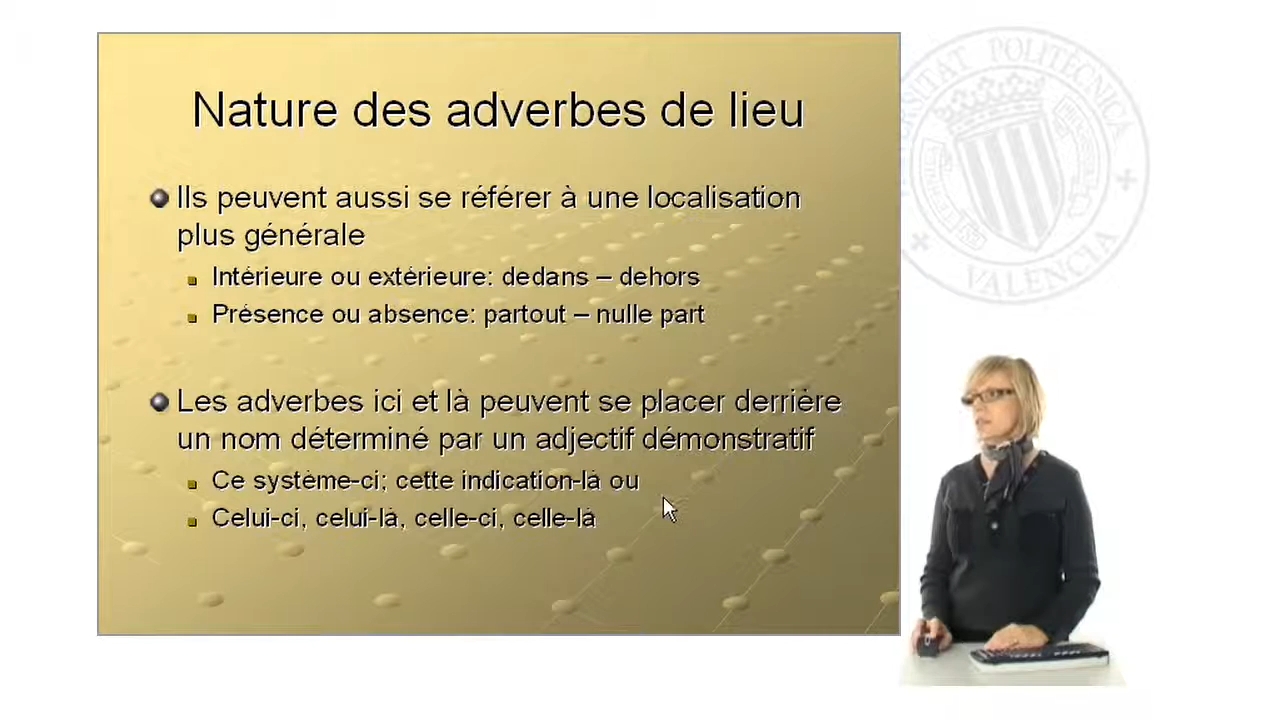 Nature des adverbes de lieu
Ils peuvent aussi se référer à une localisation
plus générale
Intérieure ou extérieure: dedans – dehors
Présence ou absence: partout – nulle part
Les adverbes ici et là peuvent se placer derrière
un nom déterminé par un adjectif démonstratif
Ce système-ci; cette indication-là ou
Celui-ci, celui-là, celle-ci, celle-là
POLITECNICA
VALENCIA